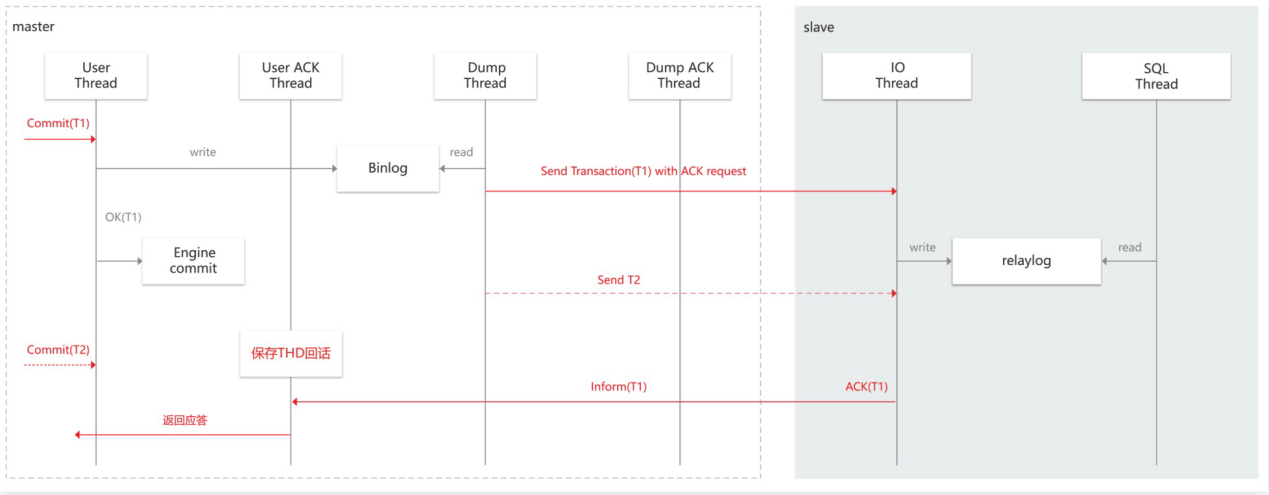 master
slave
User
Thread
User ACK
Thread
Dump
Thread
Dump ACK
Thread
IO
Thread
SQL
Thread
Commit(T1)
write
Binlog
read
Send Transaction(T1) with ACK request
OK(T1)
Engine
commit
write
relaylog
read
Send T2
Commit(T2)
保存THD回话
Inform(T1)
ACK(T1)
返回应答